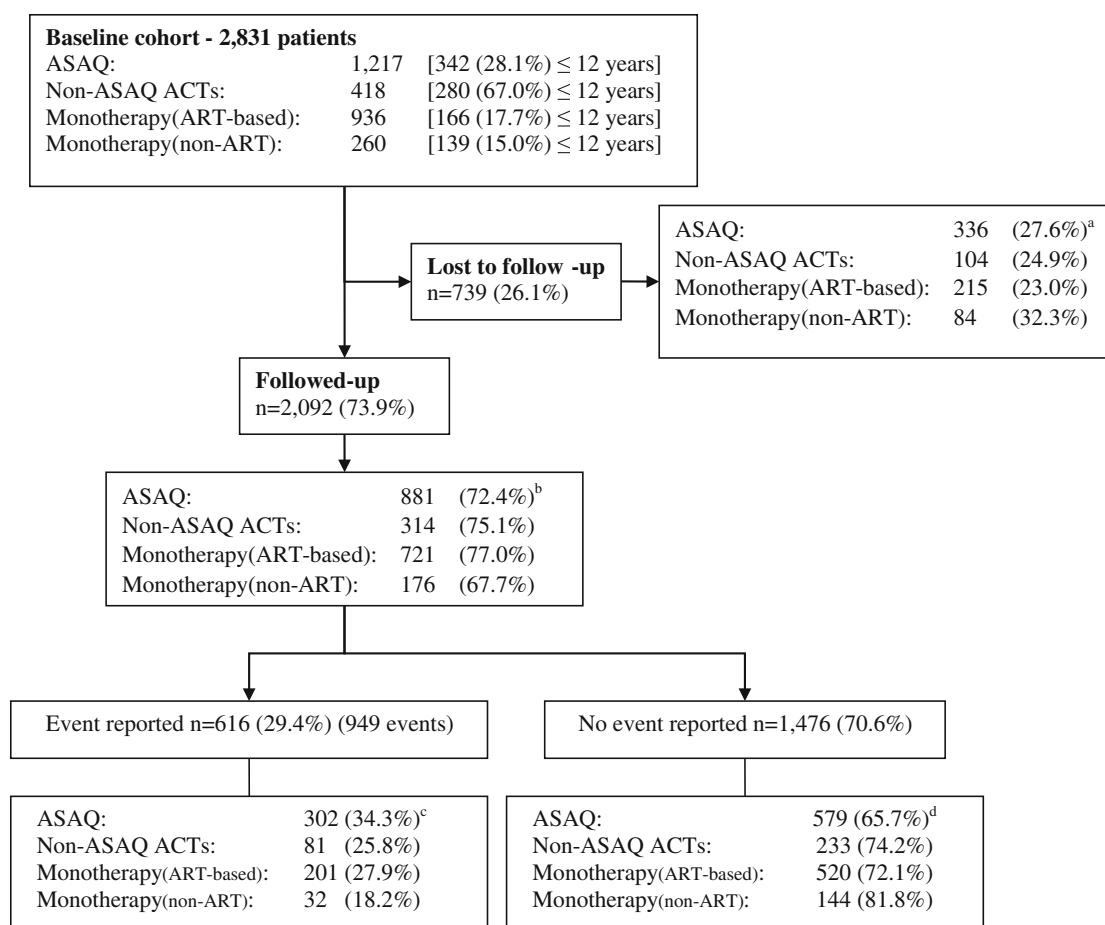 Baseline cohort - 2,831 patients
ASAQ: 1,217 [342 (28.1%) ≤ 12 years]
Non-ASAQ ACTs: 418 [280 (67.0%) ≤ 12 years]
Monotherapy(ART-based): 936 [166 (17.7%) ≤ 12 years]
Monotherapy(non-ART): 260 [139 (15.0%) ≤ 12 years]
Lost to follow -up
n=739 (26.1%)
ASAQ: 336 (27.6%)a
Non-ASAQ ACTs: 104 (24.9%)
Monotherapy(ART-based): 215 (23.0%)
Monotherapy(non-ART): 84 (32.3%)
Followed-up
n=2,092 (73.9%)
ASAQ: 881 (72.4%)b
Non-ASAQ ACTs: 314 (75.1%)
Monotherapy(ART-based): 721 (77.0%)
Monotherapy(non-ART): 176 (67.7%)
Event reported n=616 (29.4%) (949 events)
No event reported n=1,476 (70.6%)
ASAQ: 302 (34.3%)c
Non-ASAQ ACTs: 81 (25.8%)
Monotherapy(ART-based): 201 (27.9%)
Monotherapy(non-ART): 32 (18.2%)
ASAQ: 579 (65.7%)d
Non-ASAQ ACTs: 233 (74.2%)
Monotherapy(ART-based): 520 (72.1%)
Monotherapy(non-ART): 144 (81.8%)